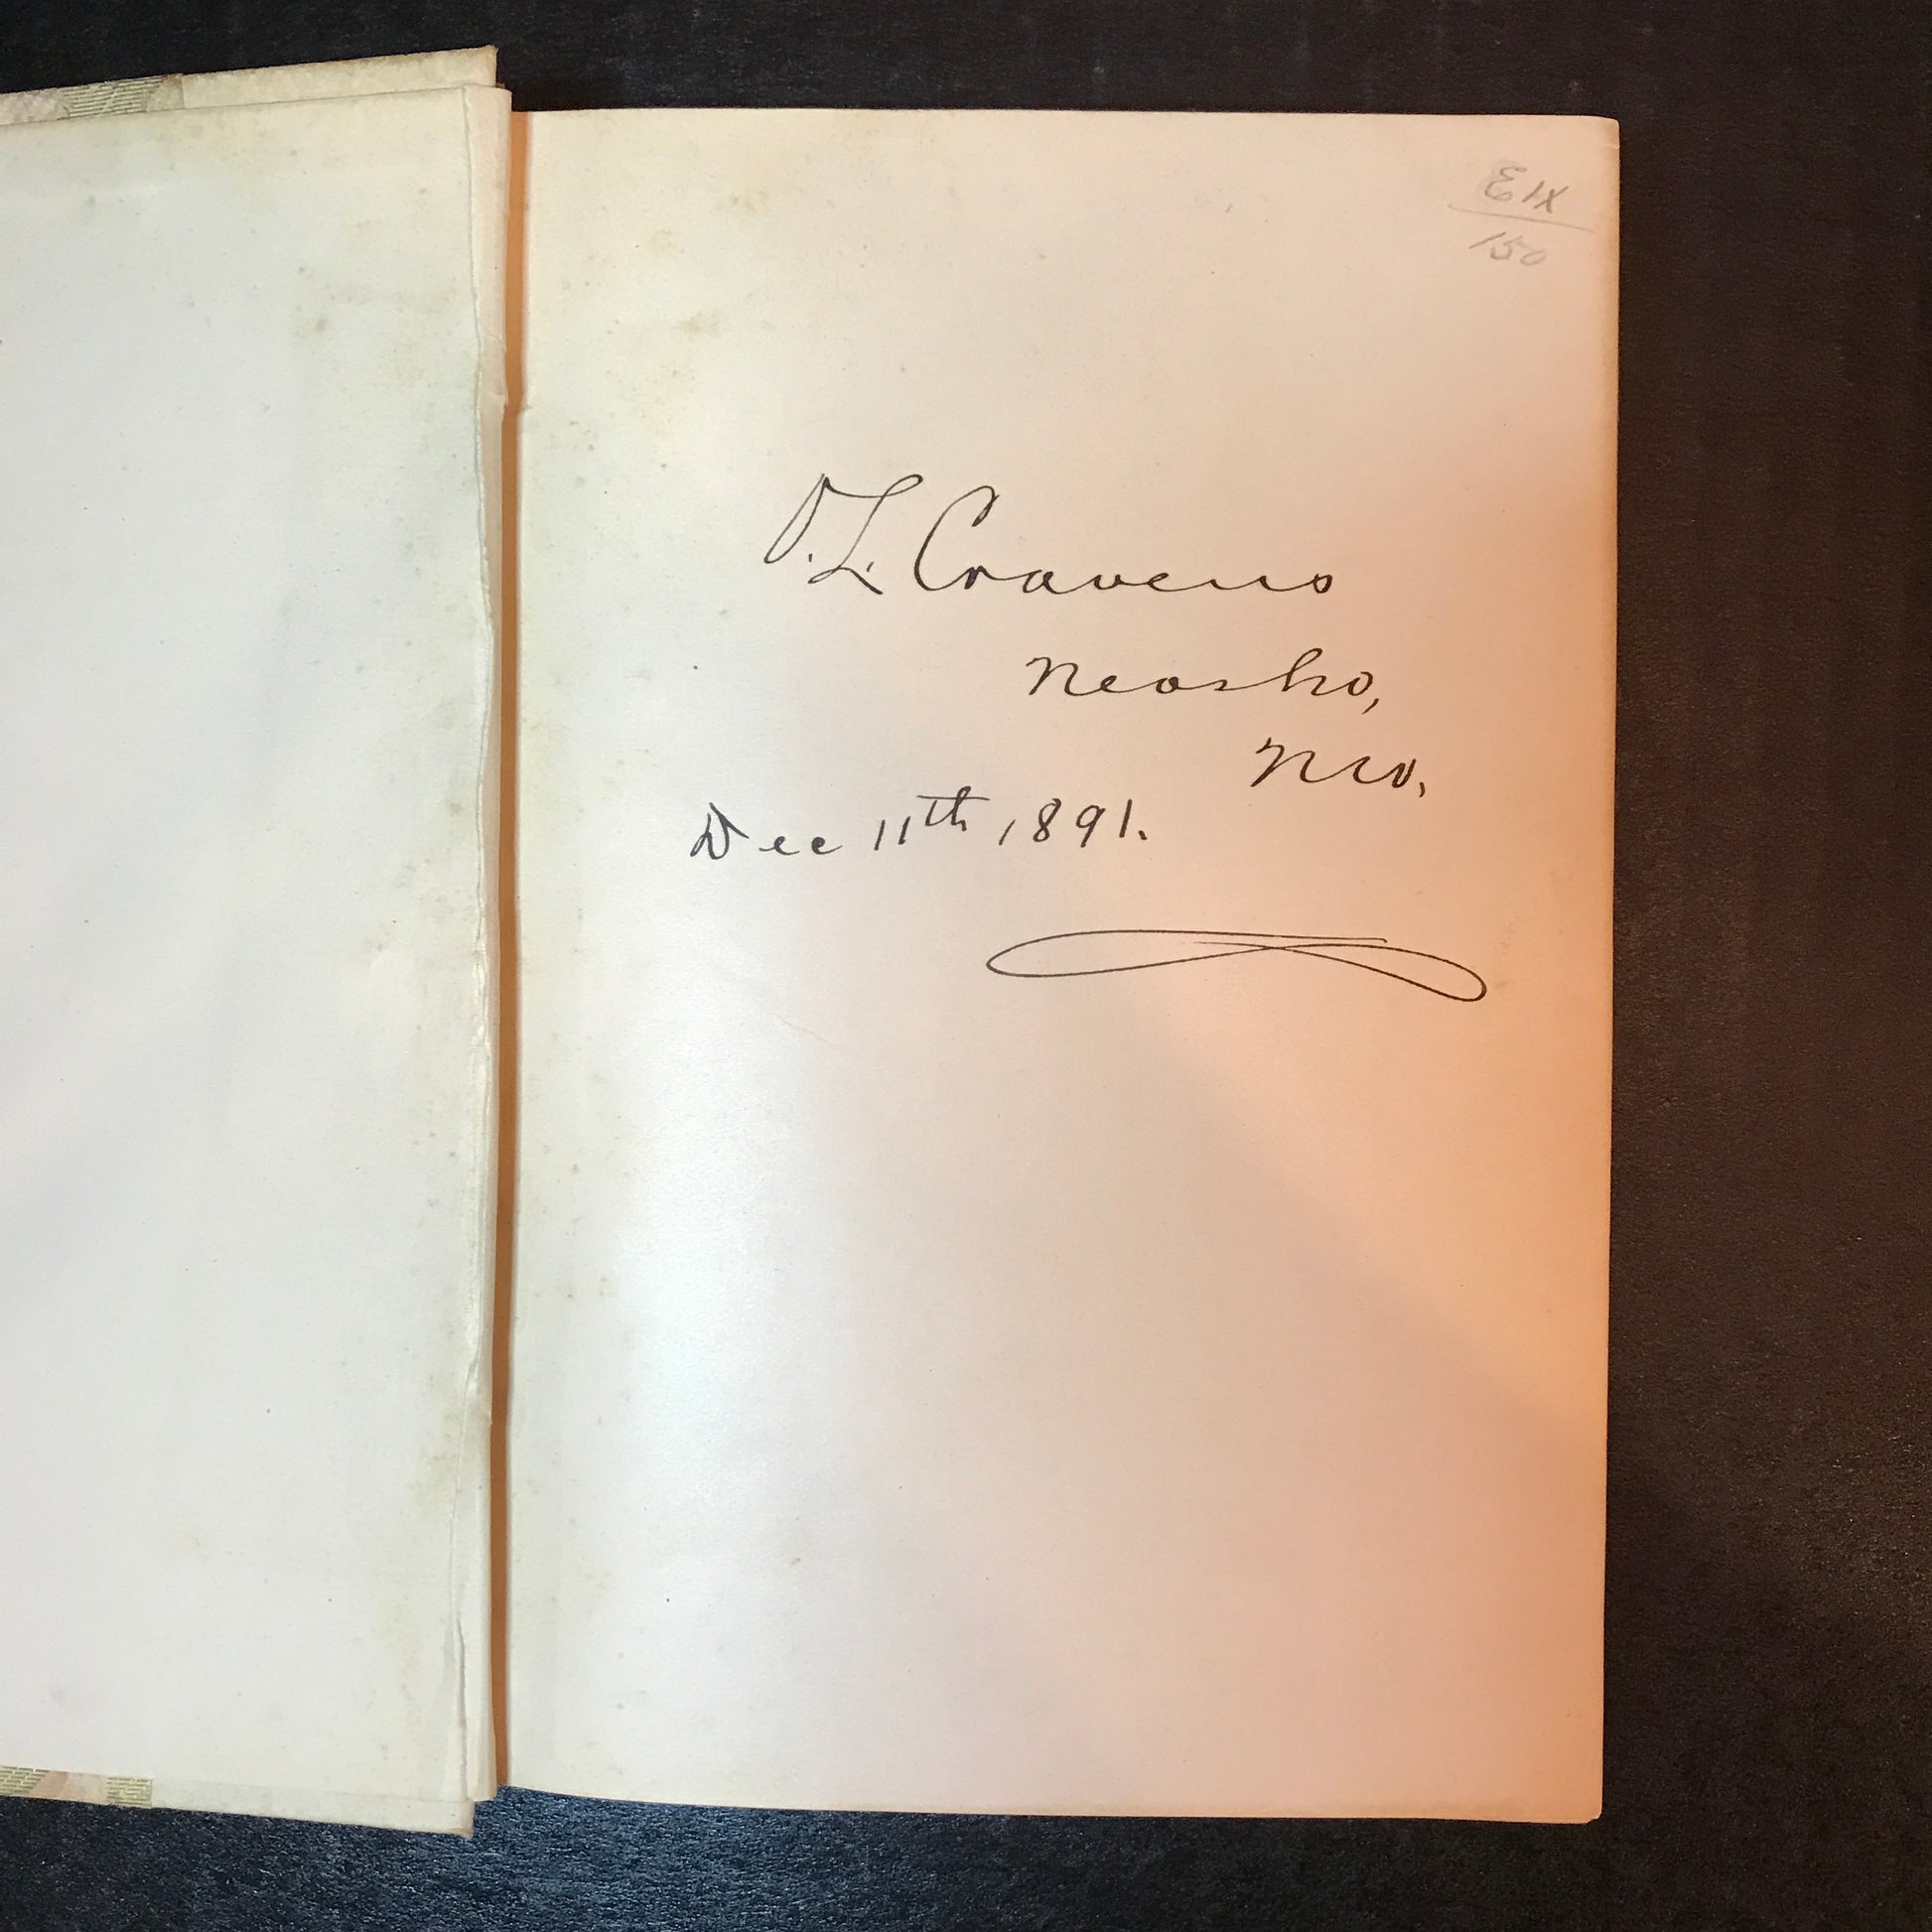 E1X
150
O.L. Cravens
Neosho,
Mo.
Dec 11th, 1891.